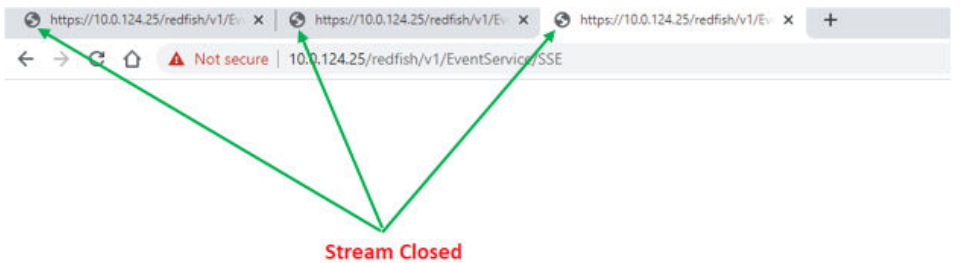 https://10.0.124.25/redfish/v1/Ev
https://10.0.124.25/redfish/v1/Ev
https://10.0.124.25/redfish/v1/Ev
Not secure | 10.0.124.25/redfish/v1/EventService/SSE
Stream Closed